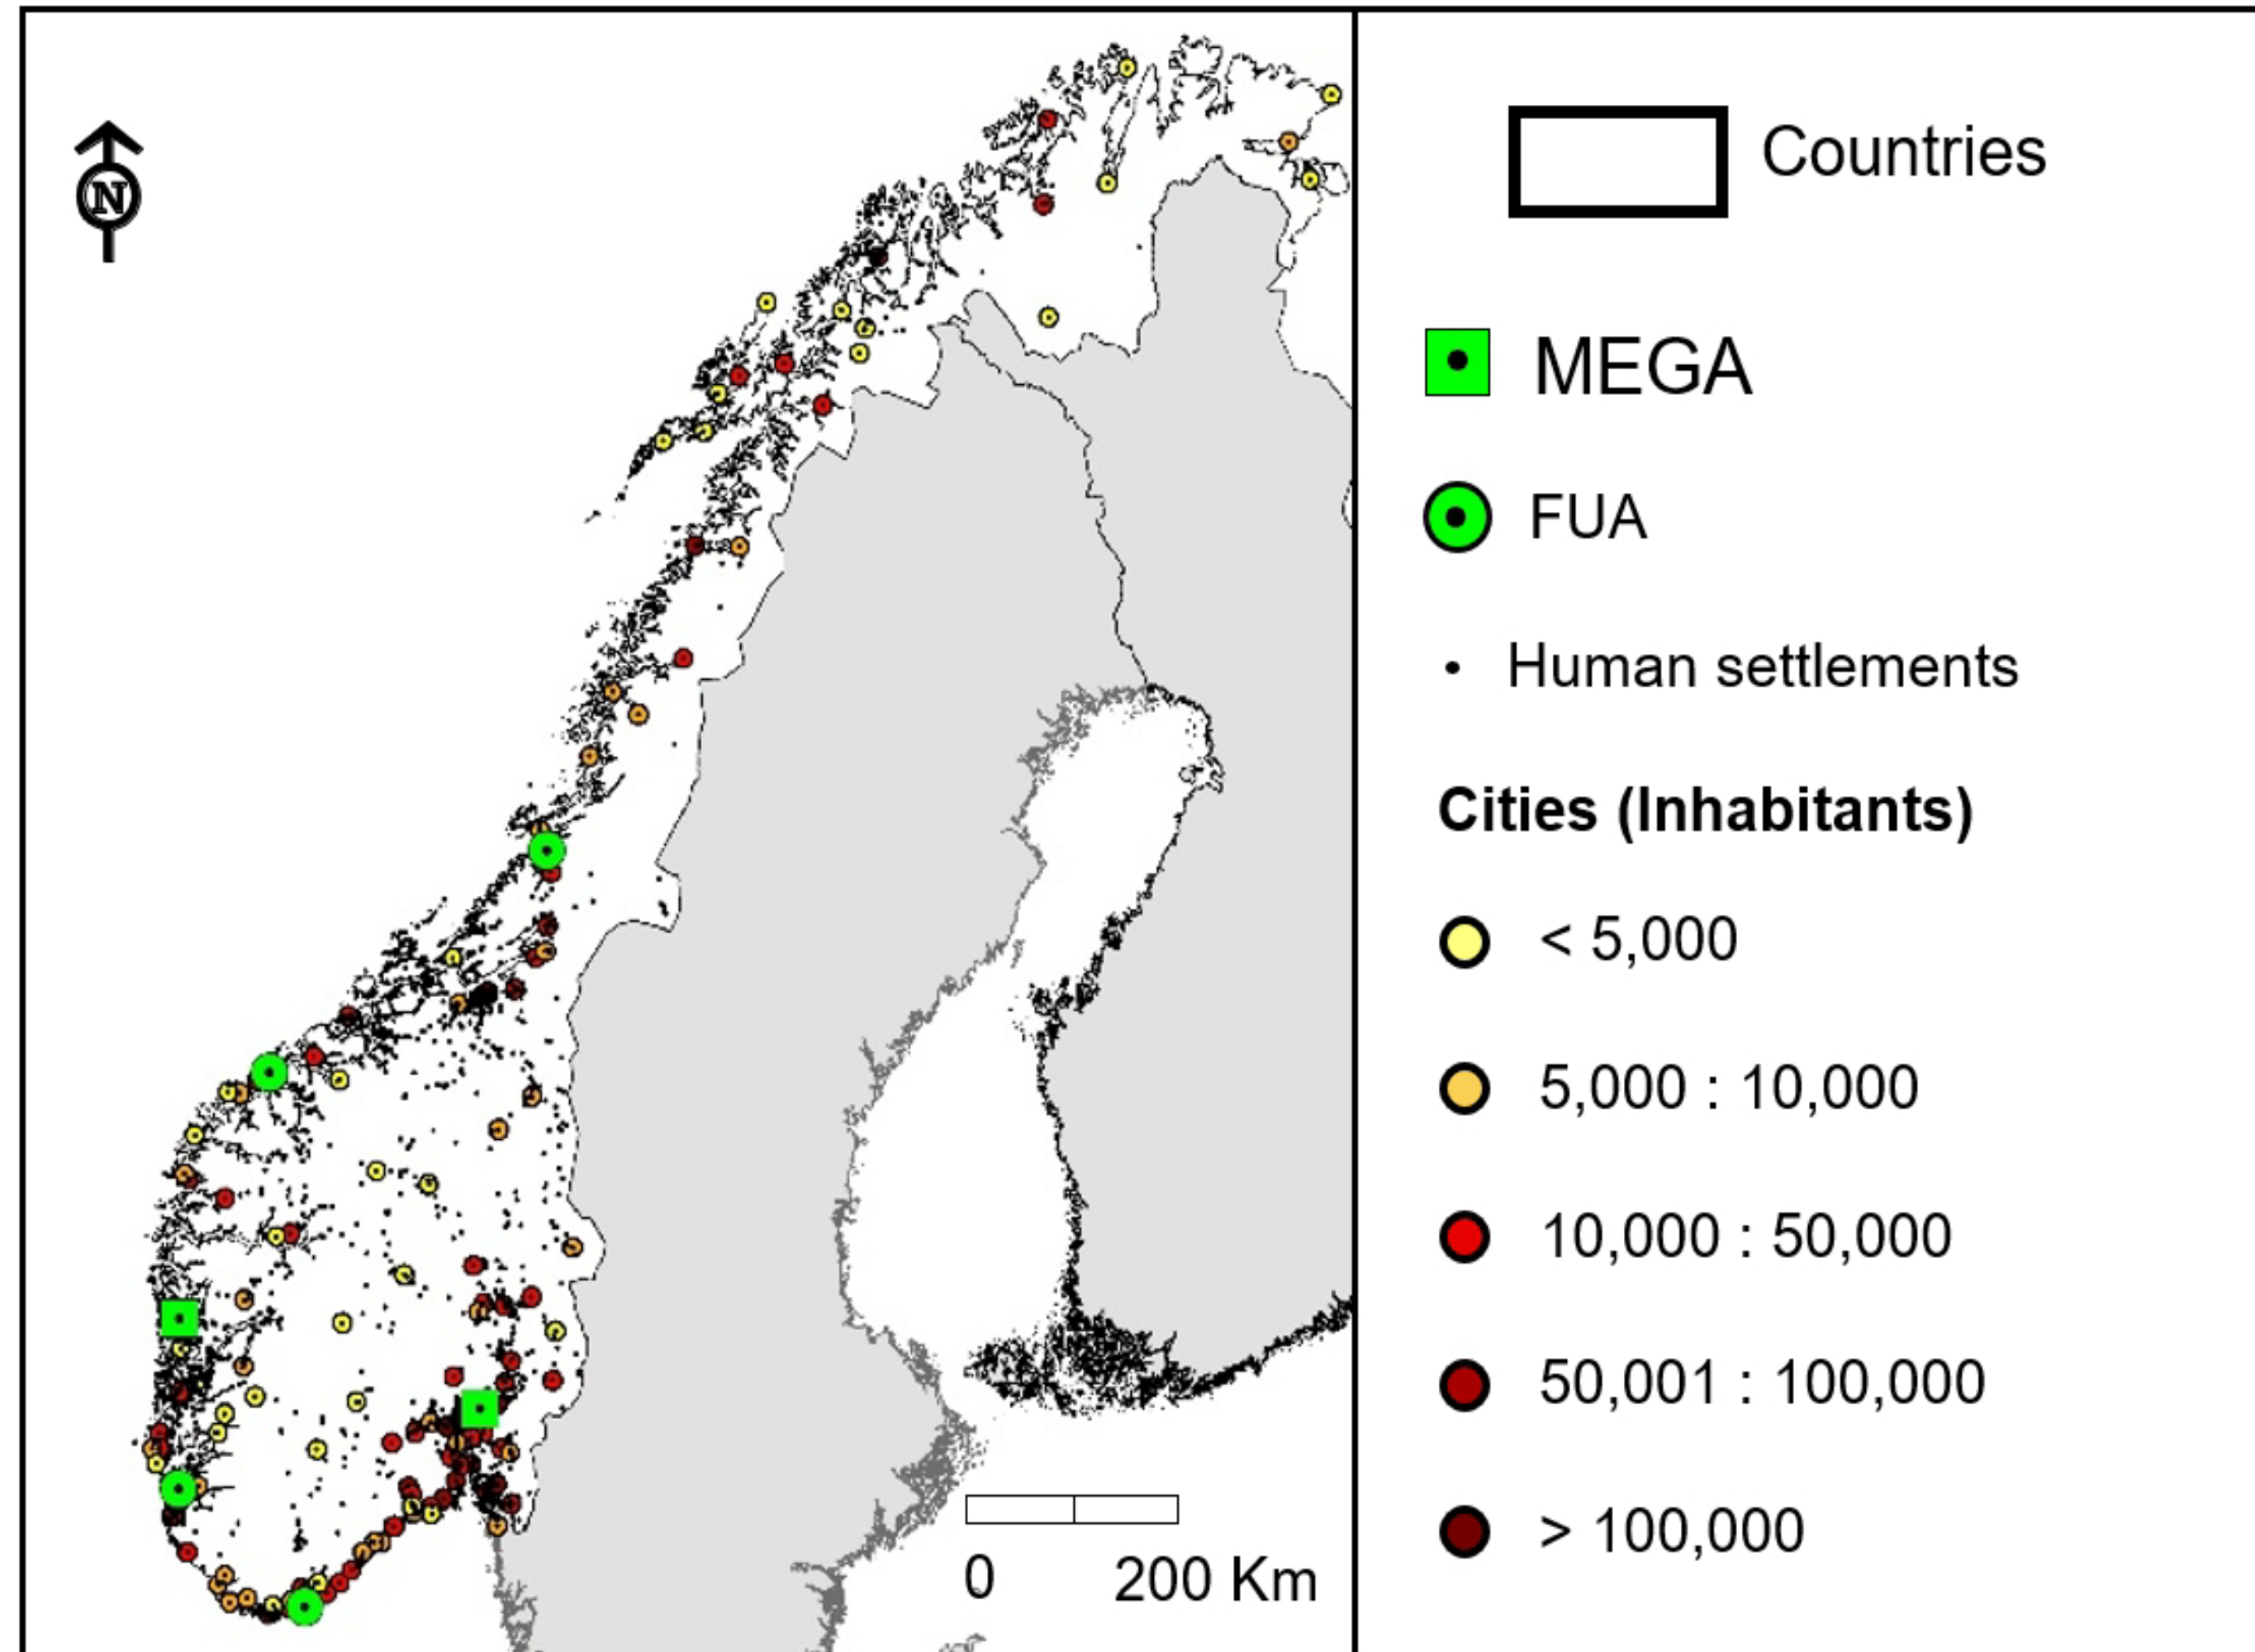 N
Countries
MEGA
FUA
Human settlements
Cities (Inhabitants)
< 5,000
5,000 : 10,000
10,000 : 50,000
50,001 : 100,000
> 100,000
0 200 Km